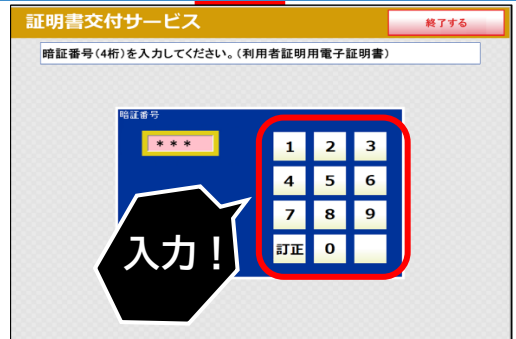 証明書交付サービス
終了する
暗証番号(4桁)を入力してください。(利用者証明用電子証明書)
暗証番号
***
1 2 3
4 5 6
7 8 9
訂正 0
入力！